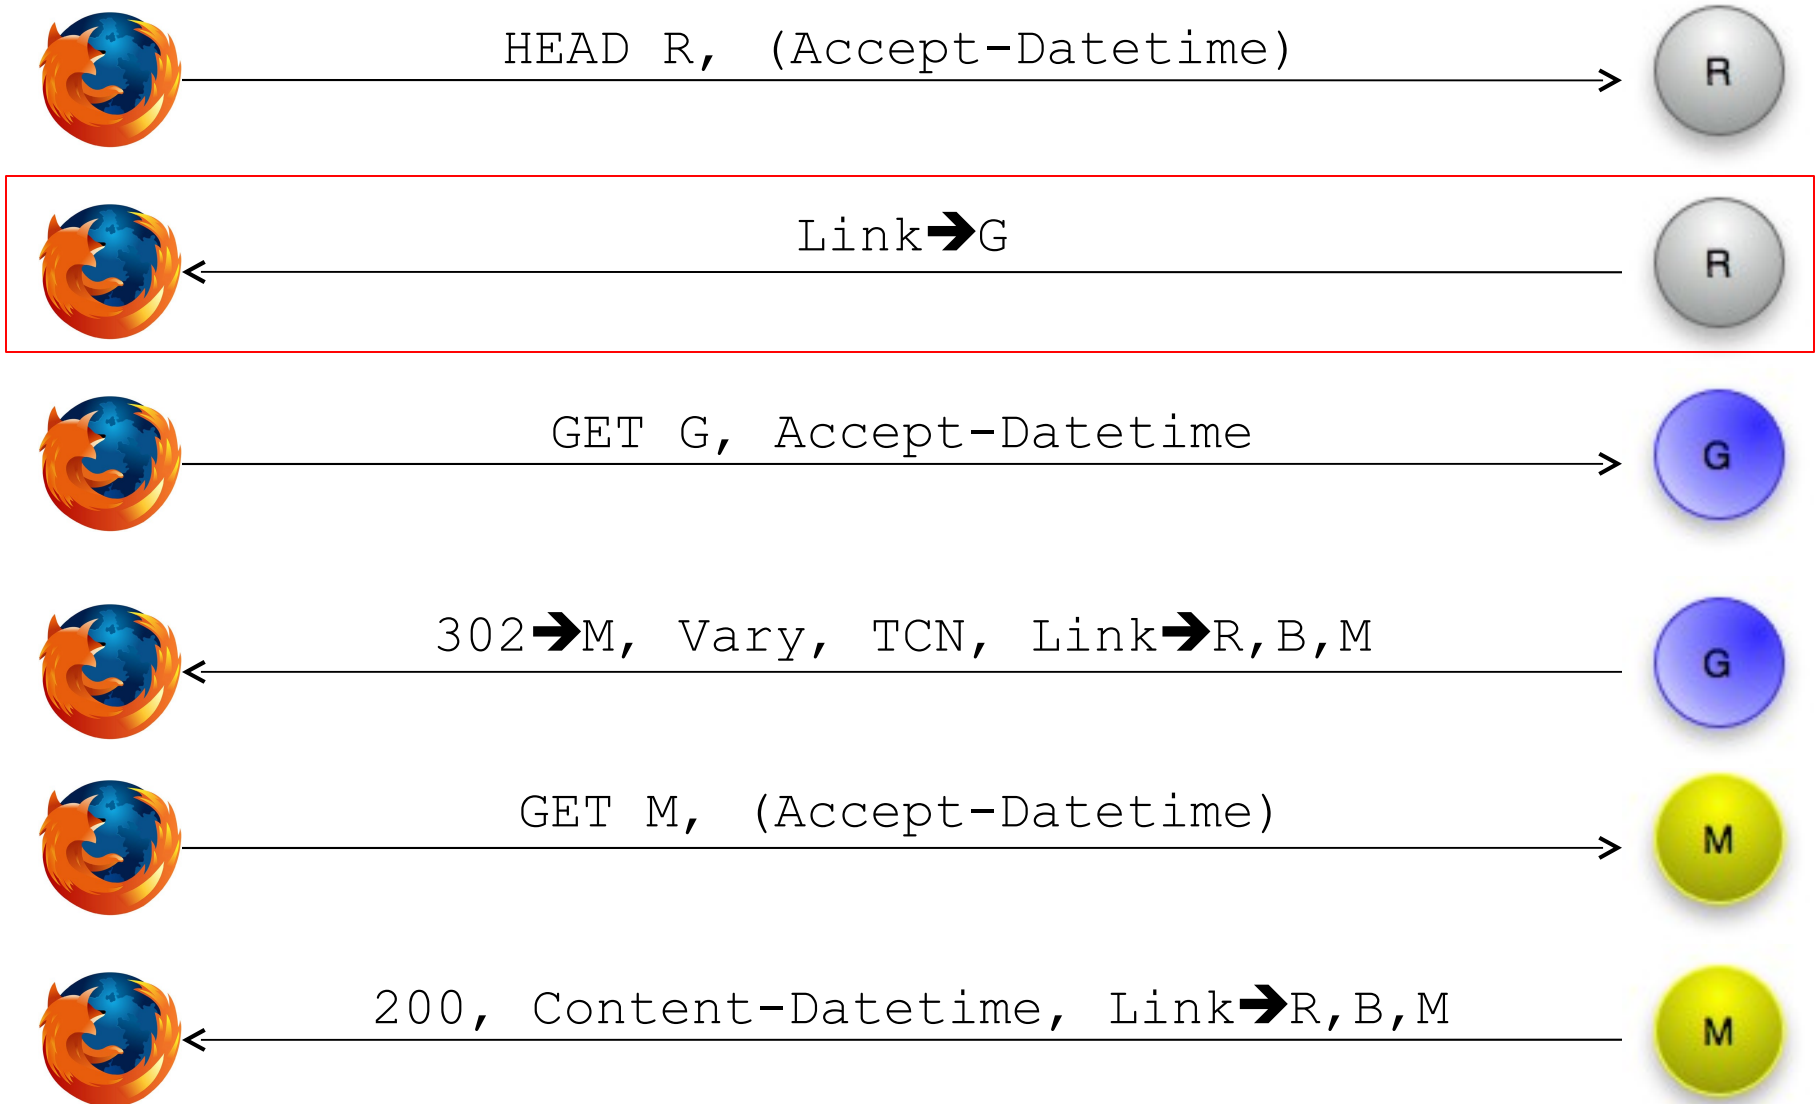 HEAD R, (Accept-Datetime)
R
Link➔G
R
GET G, Accept-Datetime
G
302➔M, Vary, TCN, Link➔R,B,M
G
GET M, (Accept-Datetime)
M
200, Content-Datetime, Link➔R,B,M
M